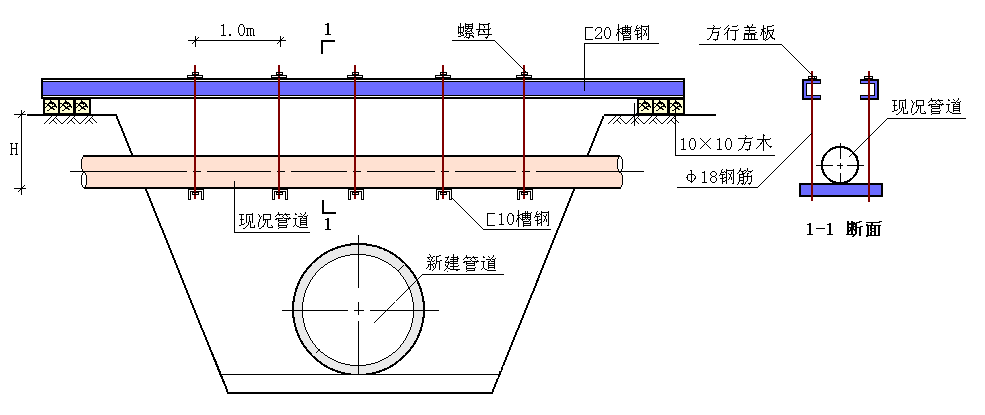 1.0m
1
螺母
匚20槽钢
方行盖板
现况管道
H
10×10方木
φ18钢筋
现况管道
1
匚10槽钢
1-1 断面
新建管道